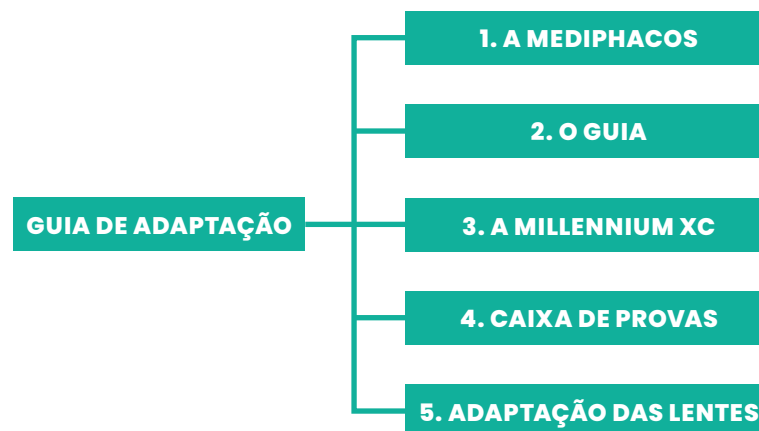 GUIA DE ADAPTAÇÃO
1. A MEDIPHACOS
2. O GUIA
3. A MILLENNIUM XC
4. CAIXA DE PROVAS
5. ADAPTAÇÃO DAS LENTES